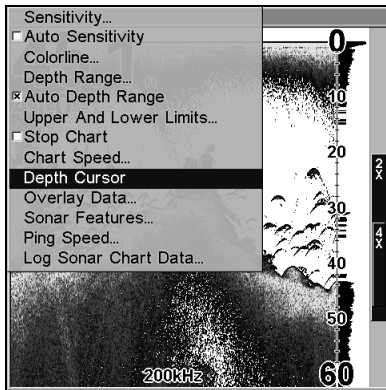 Sensitivity...
Auto Sensitivity
Colorline...
Depth Range...
Auto Depth Range
Upper And Lower Limits...
Stop Chart
Chart Speed...
Depth Cursor
Overlay Data...
Sonar Features...
Ping Speed...
Log Sonar Chart Data...
0
10
20
30
40
50
60
2X
4X
200kHz